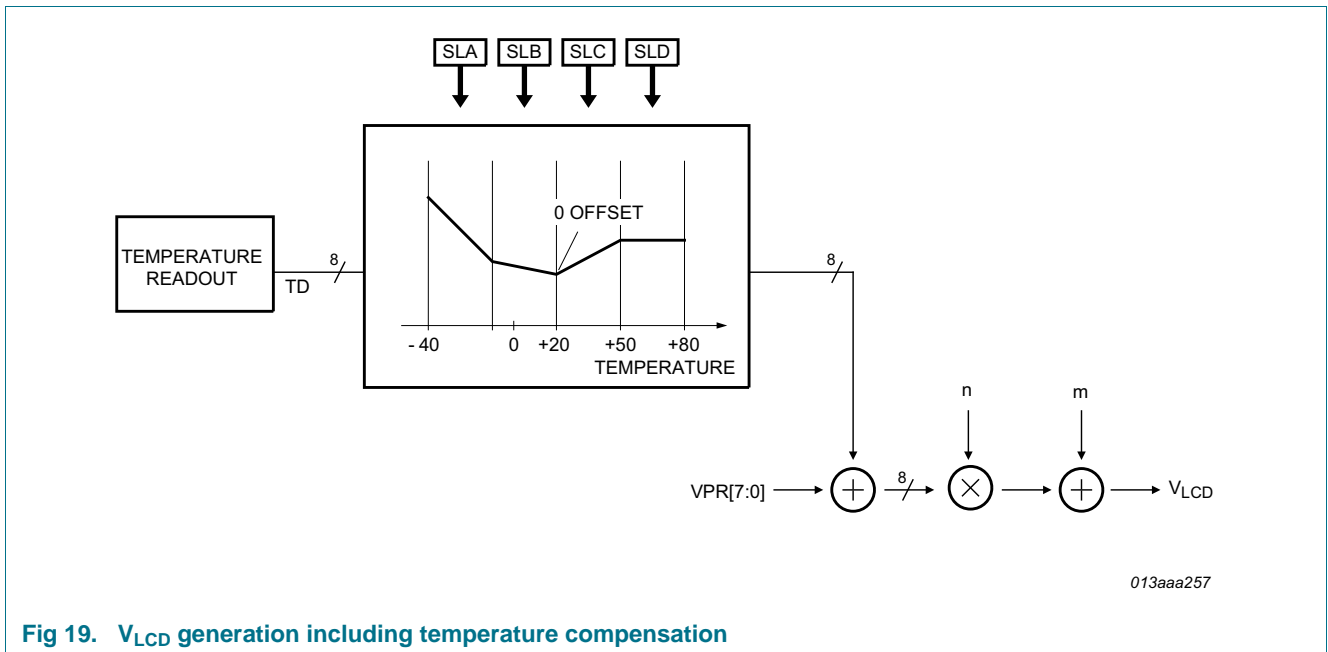 SLA SLB SLC SLD
0 OFFSET
TEMPERATURE
READOUT
8
TD
8
- 40 0 +20 +50 +80
TEMPERATURE
n m
VPR[7:0] + 8 × + VLCD
013aaa257
Fig 19. VLCD generation including temperature compensation